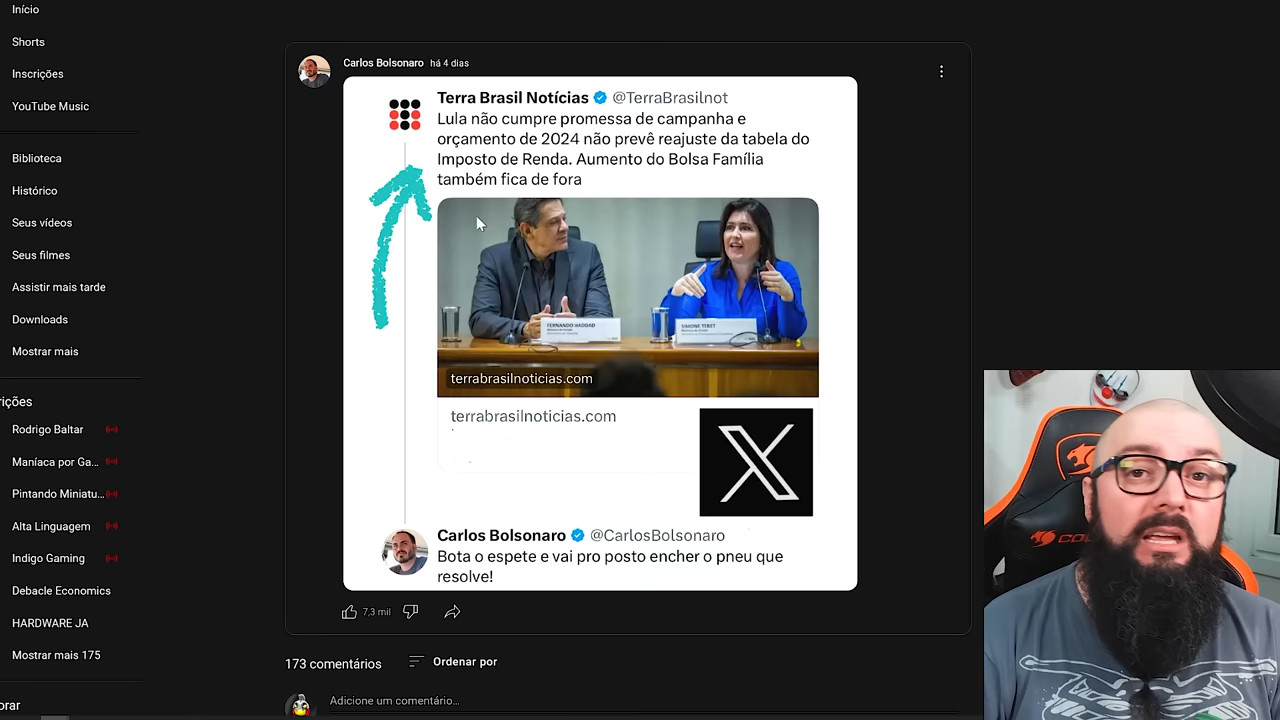 Início
Shorts
Inscrições
YouTube Music
Biblioteca
Histórico
Seus vídeos
Seus filmes
Assistir mais tarde
Downloads
Mostrar mais
rições
Rodrigo Baltar
Maníaca por Ga...
Pintando Miniatu...
Alta Linguagem
Indigo Gaming
Debacle Economics
HARDWARE JA
Mostrar mais 175
orar
Carlos Bolsonaro há 4 dias
Terra Brasil Notícias @TerraBrasilnot
Lula não cumpre promessa de campanha e
orçamento de 2024 não prevê reajuste da tabela do
Imposto de Renda. Aumento do Bolsa Família
também fica de fora
FERNANDO HADDAD
SIMONE TEBET
terrabrasilnoticias.com
terrabrasilnoticias.com
X
Carlos Bolsonaro @CarlosBolsonaro
Bota o espete e vai pro posto encher o pneu que
resolve!
7,3 mil
173 comentários
Ordenar por
Adicione um comentário...